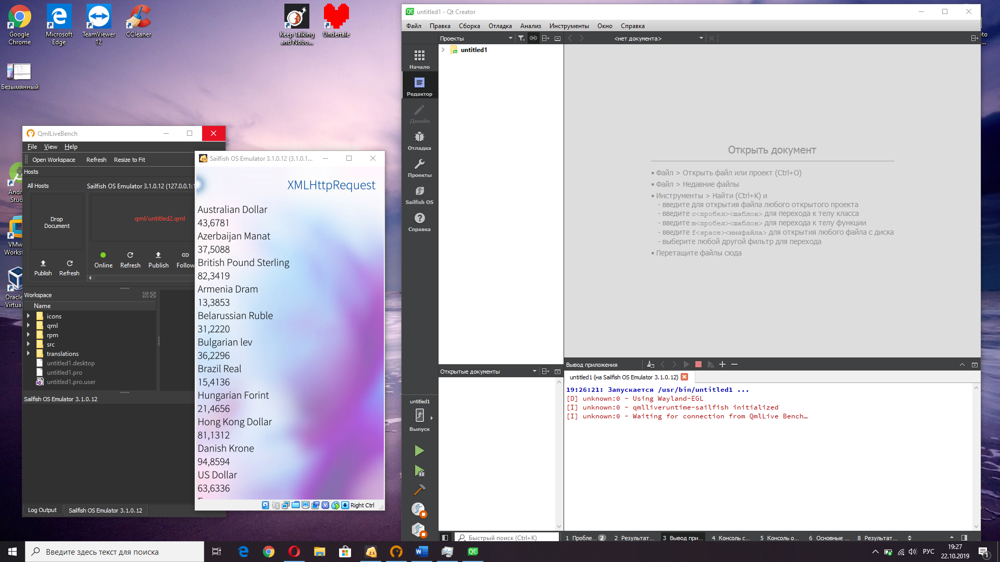 Google
Chrome
Microsoft
Edge
TeamViewer
12
CCleaner
Keep Talking
and Nobo...
Undertale
Безымянный
QmlLiveBench
File View Help
Open Workspace Refresh Resize to Fit
Hosts
All Hosts
Sailfish OS Emulator 3.1.0.12 (127.0.0.1:1
Drop
Document
qml/untitled2.qml
Publish
Refresh
Online
Refresh
Publish
Follow
Workspace
Name
icons
qml
rpm
src
translations
untitled1.desktop
untitled1.pro
untitled1.pro.user
Sailfish OS Emulator 3.1.0.12
Log Output
Sailfish OS Emulator 3.1.0.12
Andr
Stud
VMw
Workst
Oracle
Virtual
Sailfish OS Emulator 3.1.0.12 (3.1.0.1...
XMLHttpRequest
Australian Dollar
43,6781
Azerbaijan Manat
37,5088
British Pound Sterling
82,3419
Armenia Dram
13,3853
Belarussian Ruble
31,2220
Bulgarian lev
36,2296
Brazil Real
15,4136
Hungarian Forint
21,4656
Hong Kong Dollar
81,1312
Danish Krone
94,8594
US Dollar
63,6336
Right Ctrl
untitled1 - Qt Creator
Файл Правка Сборка Отладка Анализ Инструменты Окно Справка
Проекты
<нет документа>
untitled1
Начало
Редактор
Дизайн
Отладка
Проекты
Sailfish OS
Справка
untitled1
Выпуск
Открыть документ
• Файл > Открыть файл или проект (Ctrl+O)
• Файл > Недавние файлы
• Инструменты > Найти (Ctrl+K) и
- введите для открытия файла любого открытого проекта
- введите c<пробел><шаблон> для перехода к телу класса
- введите m<пробел><шаблон> для перехода к телу функции
- введите f<space><имяфайла> для открытия любого файла с диска
- выберите любой другой фильтр для перехода
• Перетащите файлы сюда
Открытые документы
Вывод приложения
untitled1 (на Sailfish OS Emulator 3.1.0.12)
19:26:21: Запускается /usr/bin/untitled1 ...
[D] unknown:0 - Using Wayland-EGL
[I] unknown:0 - qmlliveruntime-sailfish initialized
[I] unknown:0 - Waiting for connection from QmlLive Bench…
Быстрый поиск (Ctrl+K)
1 Пробле... 2
2 Результат...
3 Вывод при...
4 Консоль с...
5 Консоль о...
6 Основные ...
8 Результат...
Введите здесь текст для поиска
2.6
РУС
19:27
22.10.2019
1